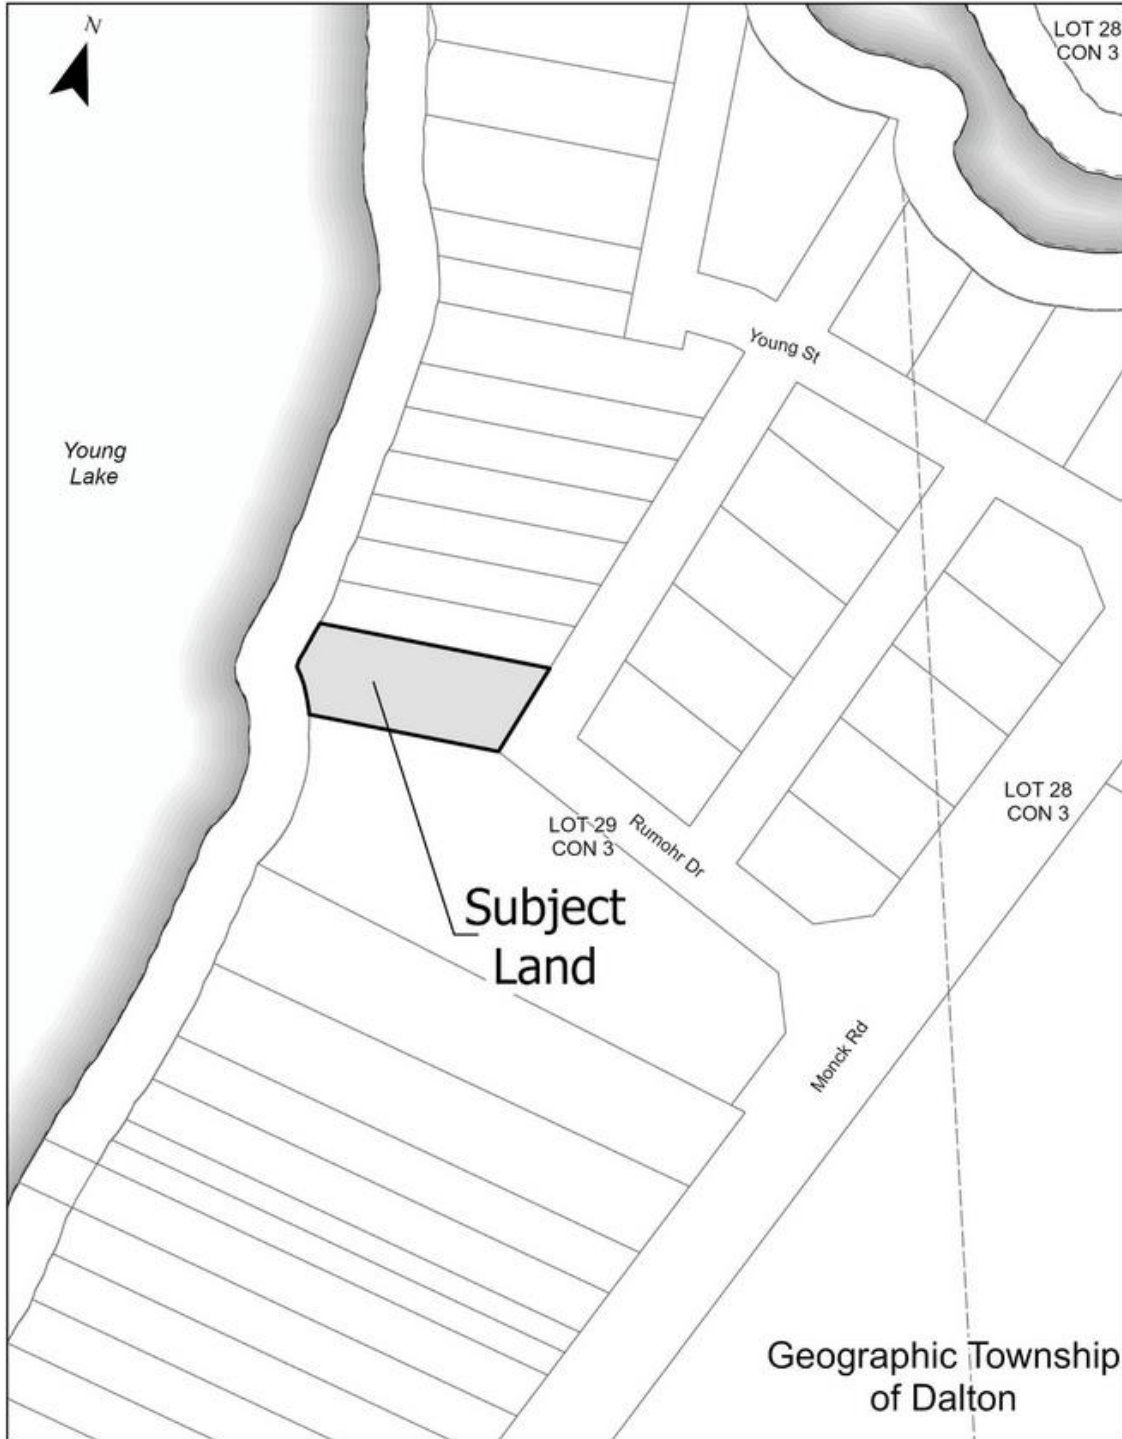 N
LOT 28
CON 3
Young St
Young
Lake
LOT 28
CON 3
LOT 29
CON 3
Rumohr Dr
Subject
Land
Monck Rd
Geographic Township
of Dalton